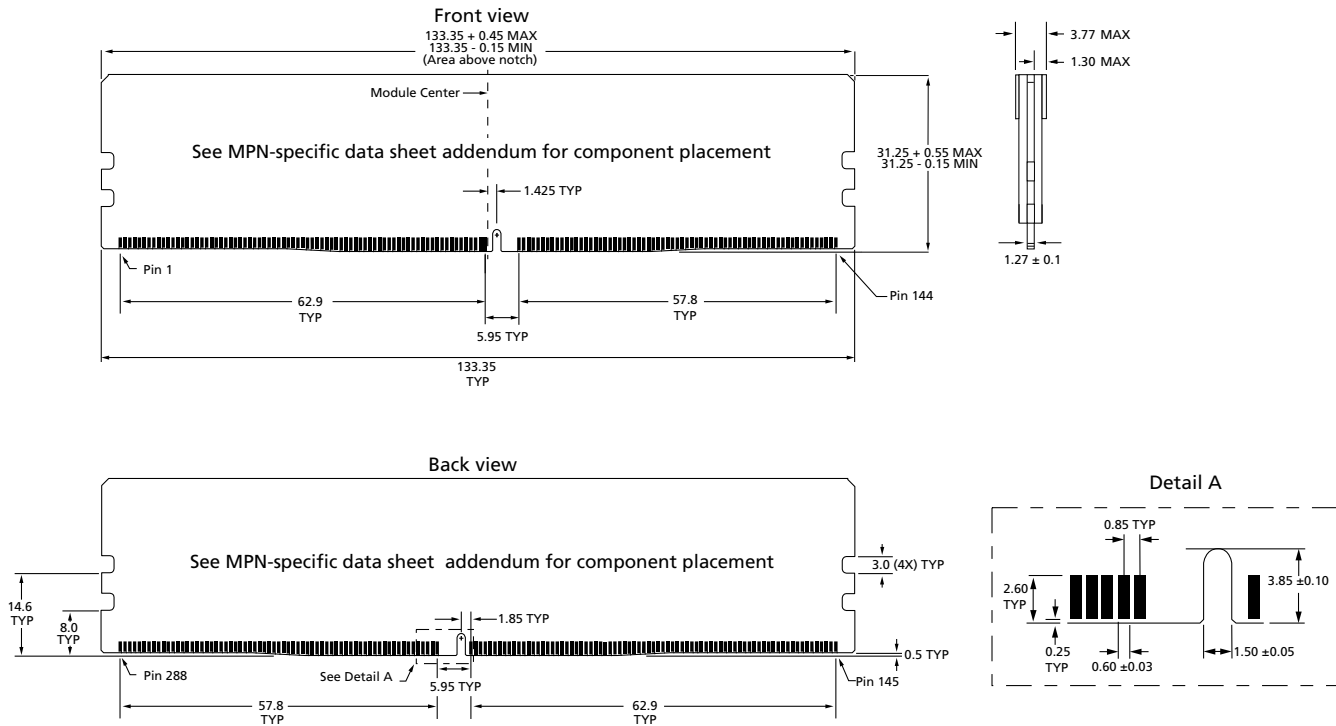 Front view
133.35 + 0.45 MAX
133.35 - 0.15 MIN
(Area above notch)
Module Center
See MPN-specific data sheet addendum for component placement
1.425 TYP
31.25 + 0.55 MAX
31.25 - 0.15 MIN
3.77 MAX
1.30 MAX
1.27 ± 0.1
Pin 1
Pin 144
62.9
TYP
57.8
TYP
5.95 TYP
133.35
TYP
Back view
See MPN-specific data sheet addendum for component placement
3.0 (4X) TYP
14.6
TYP
8.0
TYP
1.85 TYP
0.5 TYP
Pin 288
See Detail A
5.95 TYP
Pin 145
57.8
TYP
62.9
TYP
Detail A
0.85 TYP
2.60
TYP
3.85 ±0.10
0.25
TYP
0.60 ±0.03
1.50 ±0.05